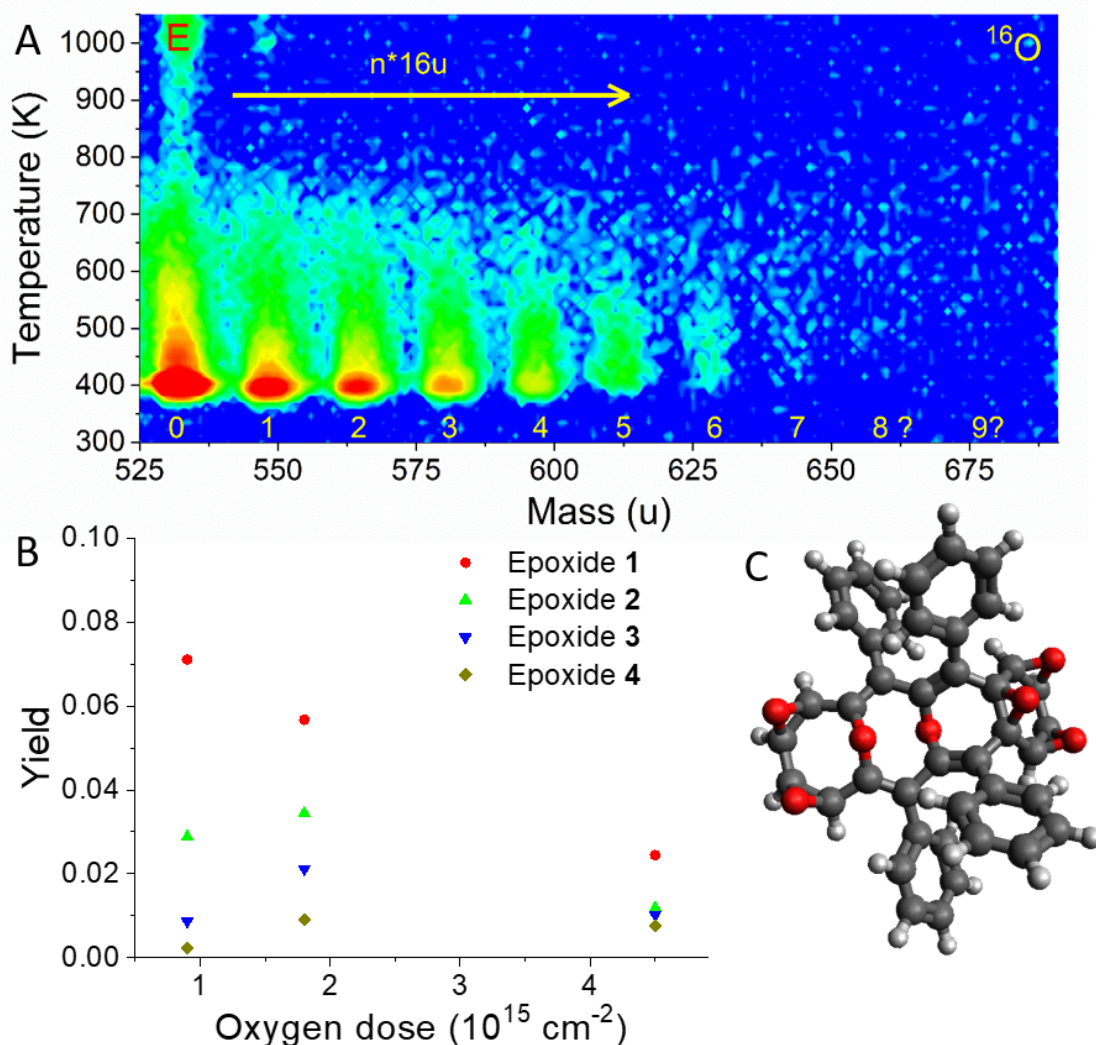 A
E
n*16u
¹⁶O
Temperature (K)
1000
900
800
700
600
500
400
300
0 1 2 3 4 5 6 7 8 ? 9?
525 550 575 600 625 650 675
Mass (u)
B
Yield
0.10
0.08
0.06
0.04
0.02
0.00
Epoxide 1
Epoxide 2
Epoxide 3
Epoxide 4
1 2 3 4
Oxygen dose (10¹⁵ cm⁻²)
C